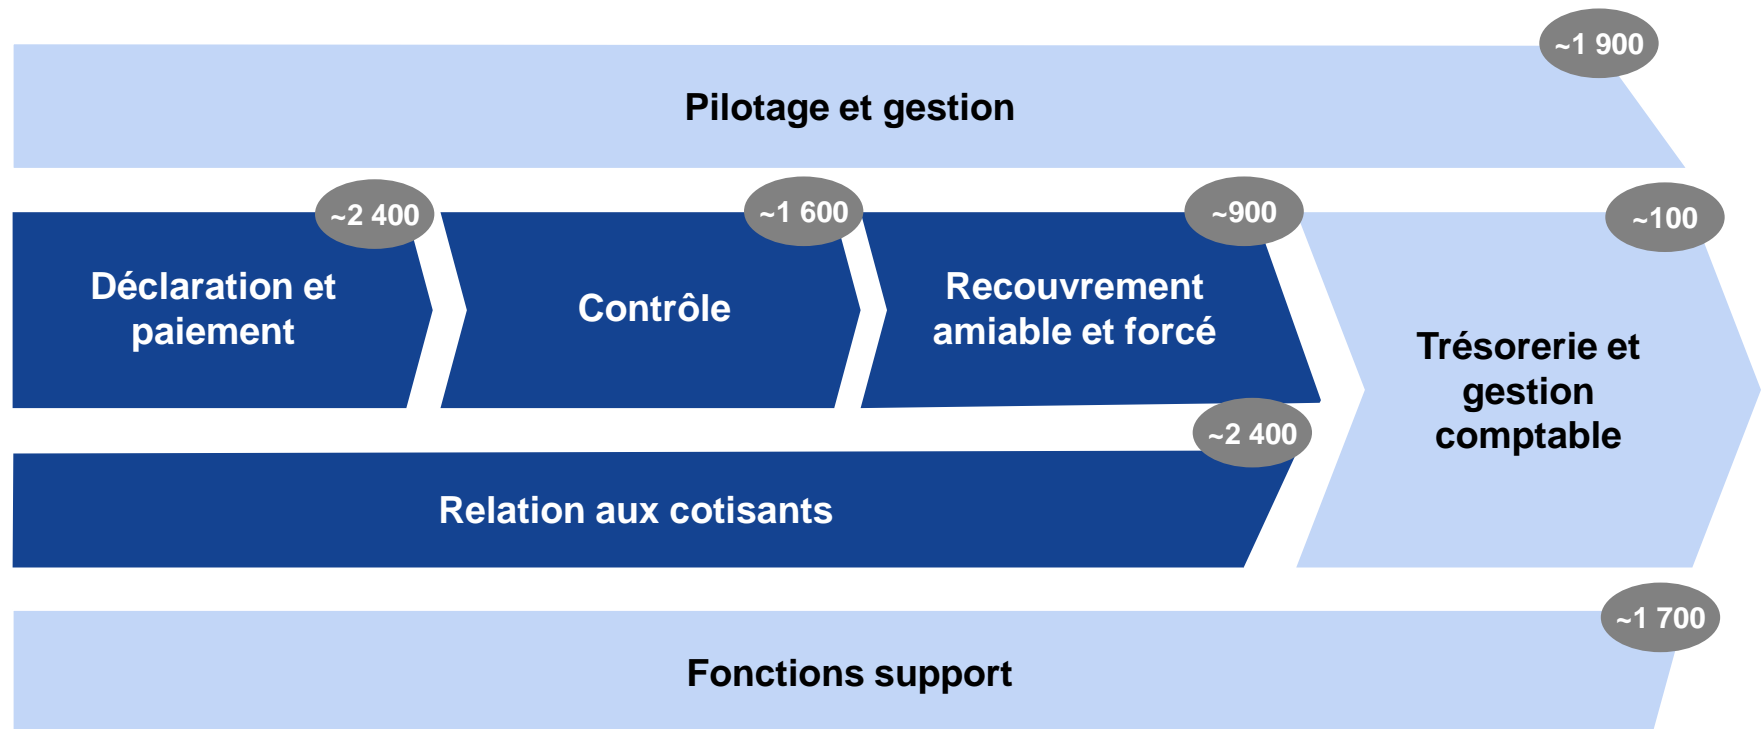 ~1 900
Pilotage et gestion
~2 400
Déclaration et
paiement
~1 600
Contrôle
~900
Recouvrement
amiable et forcé
~100
Trésorerie et
gestion
comptable
~2 400
Relation aux cotisants
~1 700
Fonctions support